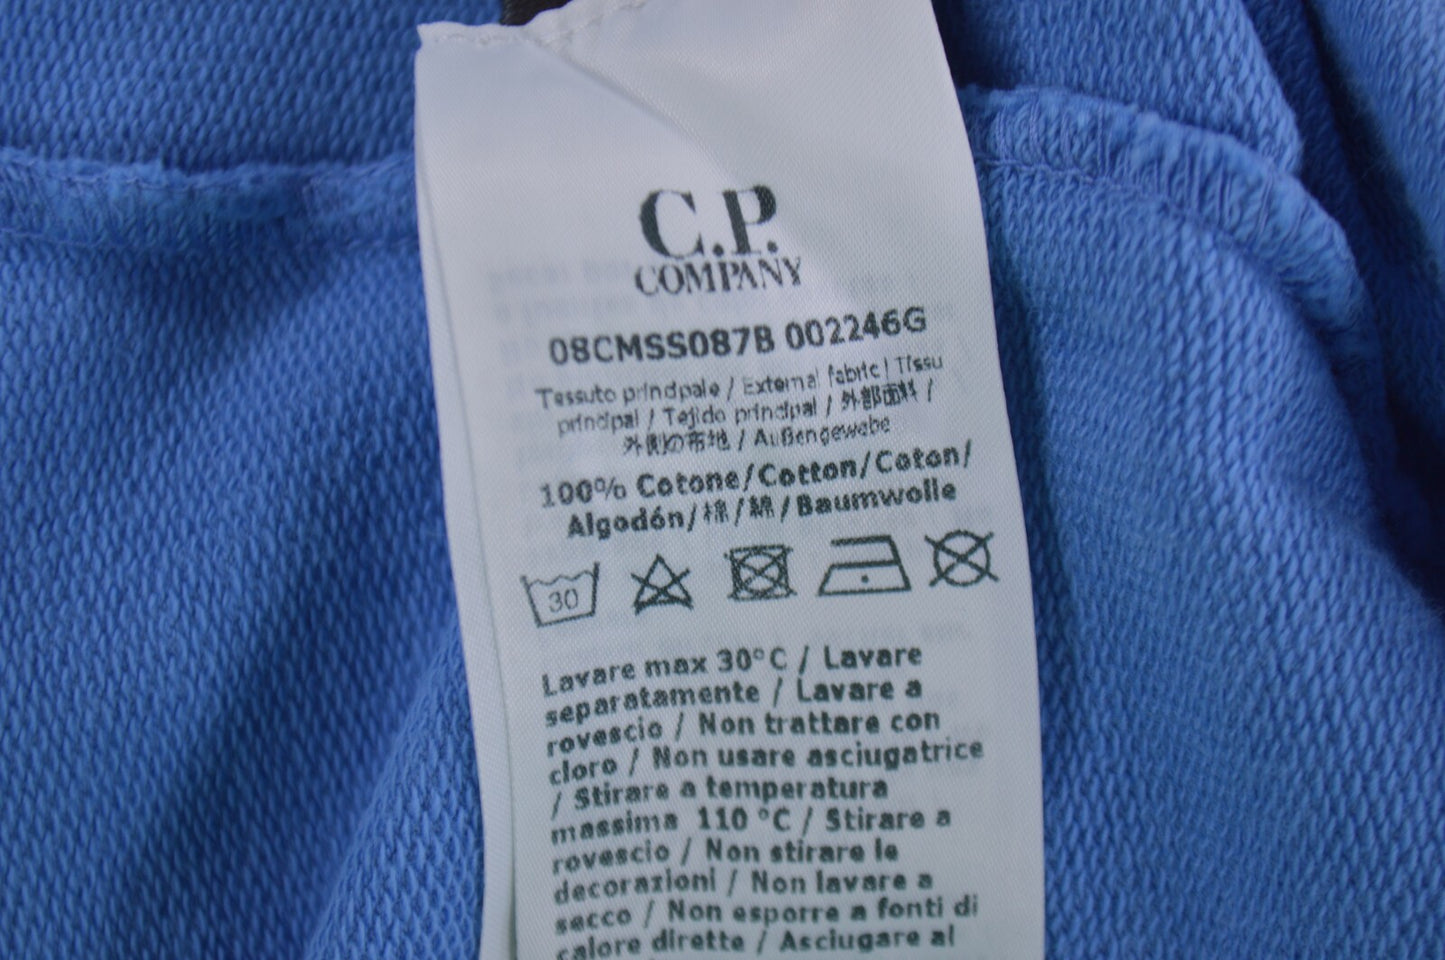 C.P.
COMPANY
08CMSS087B 002246G
Tessuto principale / External fabric / Tissu
principal / Tejido principal / 外部面料 /
外側の布地 / Außengewebe
100% Cotone/Cotton/Coton/
Algodón/棉/綿/Baumwolle
30
Lavare max 30°C / Lavare
separatamente / Lavare a
rovescio / Non trattare con
cloro / Non usare asciugatrice
/ Stirare a temperatura
massima 110 °C / Stirare a
rovescio / Non stirare le
decorazioni / Non lavare a
secco / Non esporre a fonti di
calore dirette / Asciugare al